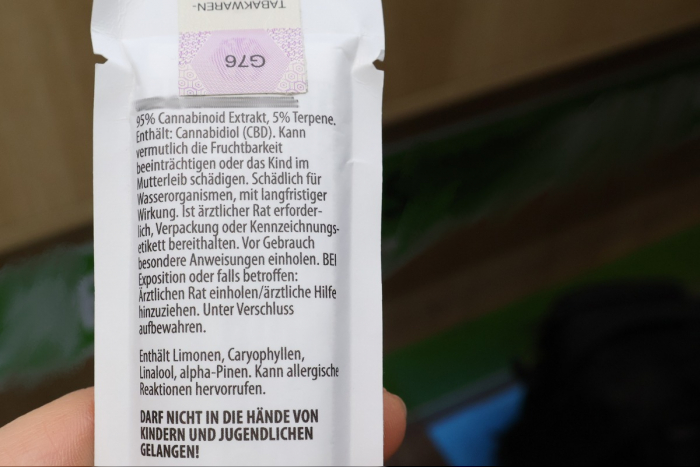 TABAKWAREN-
G76
95% Cannabinoid Extrakt, 5% Terpene.
Enthält: Cannabidiol (CBD). Kann
vermutlich die Fruchtbarkeit
beeinträchtigen oder das Kind im
Mutterleib schädigen. Schädlich für
Wasserorganismen, mit langfristiger
Wirkung. Ist ärztlicher Rat erforder-
lich, Verpackung oder Kennzeichnungs-
etikett bereithalten. Vor Gebrauch
besondere Anweisungen einholen. BEI
Exposition oder falls betroffen:
Ärztlichen Rat einholen/ärztliche Hilfe
hinzuziehen. Unter Verschluss
aufbewahren.
Enthält Limonen, Caryophyllen,
Linalool, alpha-Pinen. Kann allergische
Reaktionen hervorrufen.
DARF NICHT IN DIE HÄNDE VON
KINDERN UND JUGENDLICHEN
GELANGEN!